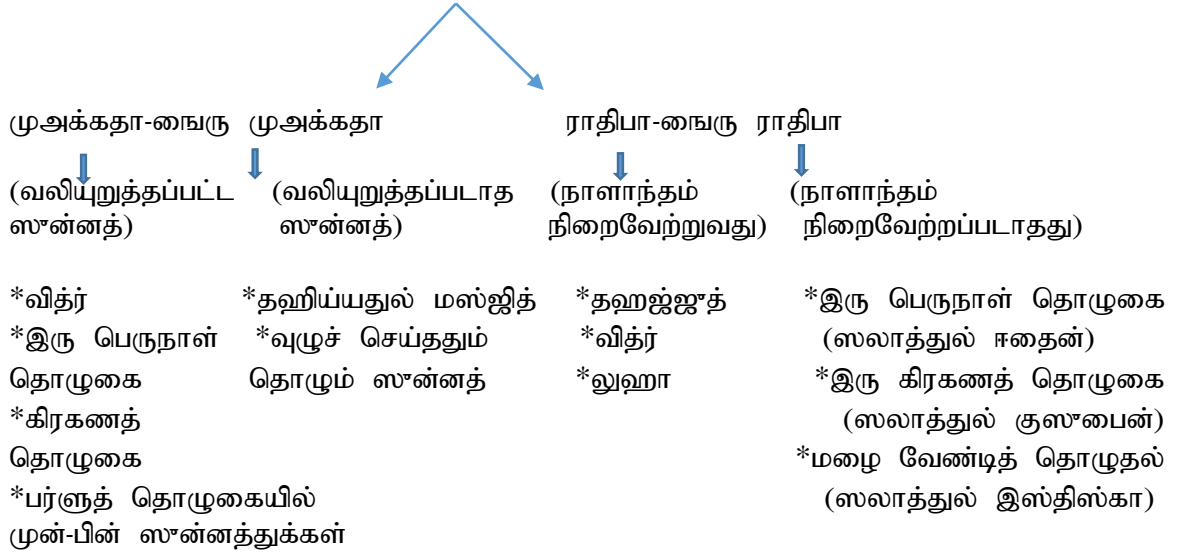 முஅக்கதா-ஙைரு முஅக்கதா
ராதிபா-ஙைரு ராதிபா
(வலியுறுத்தப்பட்ட
ஸுன்னத்)
(வலியுறுத்தப்படாத
ஸுன்னத்)
(நாளாந்தம்
நிறைவேற்றுவது)
(நாளாந்தம்
நிறைவேற்றப்படாதது)
*வித்ர்
*இரு பெருநாள்
தொழுகை
*கிரகணத்
தொழுகை
*பர்ளுத் தொழுகையில்
முன்-பின் ஸுன்னத்துக்கள்
*தஹிய்யதுல் மஸ்ஜித்
*வுழுச் செய்ததும்
தொழும் ஸுன்னத்
*தஹஜ்ஜுத்
*வித்ர்
*லுஹா
*இரு பெருநாள் தொழுகை
(ஸலாத்துல் ஈதைன்)
*இரு கிரகணத் தொழுகை
(ஸலாத்துல் குஸுபைன்)
*மழை வேண்டித் தொழுதல்
(ஸலாத்துல் இஸ்திஸ்கா)